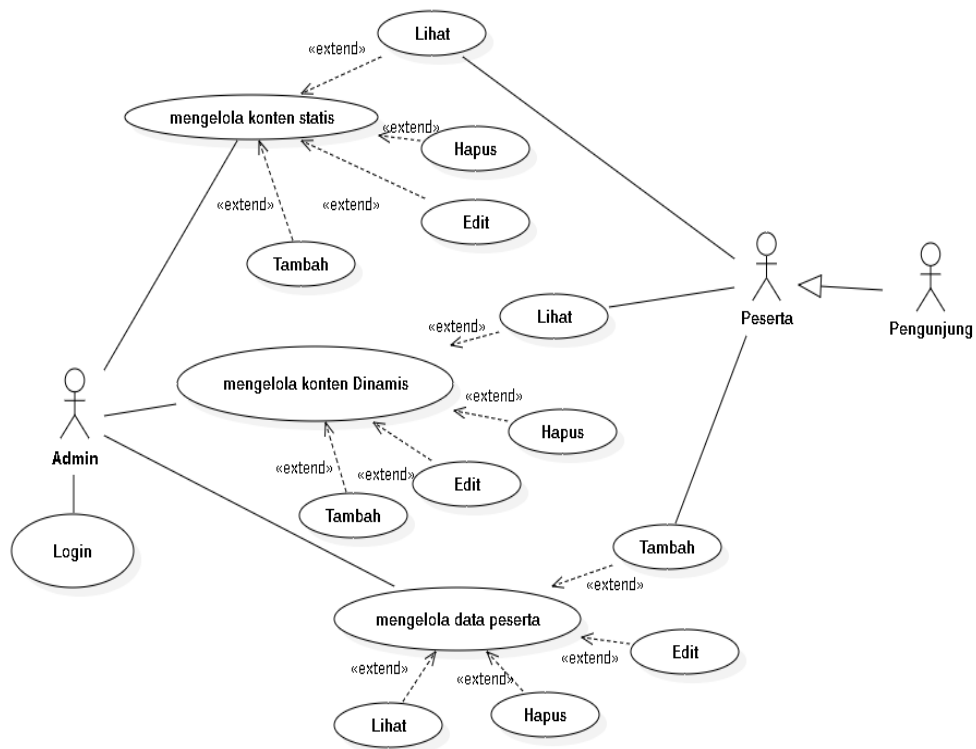 Lihat
«extend»
mengelola konten statis
«extend»
Hapus
«extend»
«extend»
Edit
Tambah
Peserta
Pengunjung
Lihat
«extend»
mengelola konten Dinamis
«extend»
Hapus
Admin
«extend»
«extend»
Edit
Tambah
Login
Tambah
«extend»
mengelola data peserta
Edit
«extend»
«extend»
«extend»
Lihat
Hapus